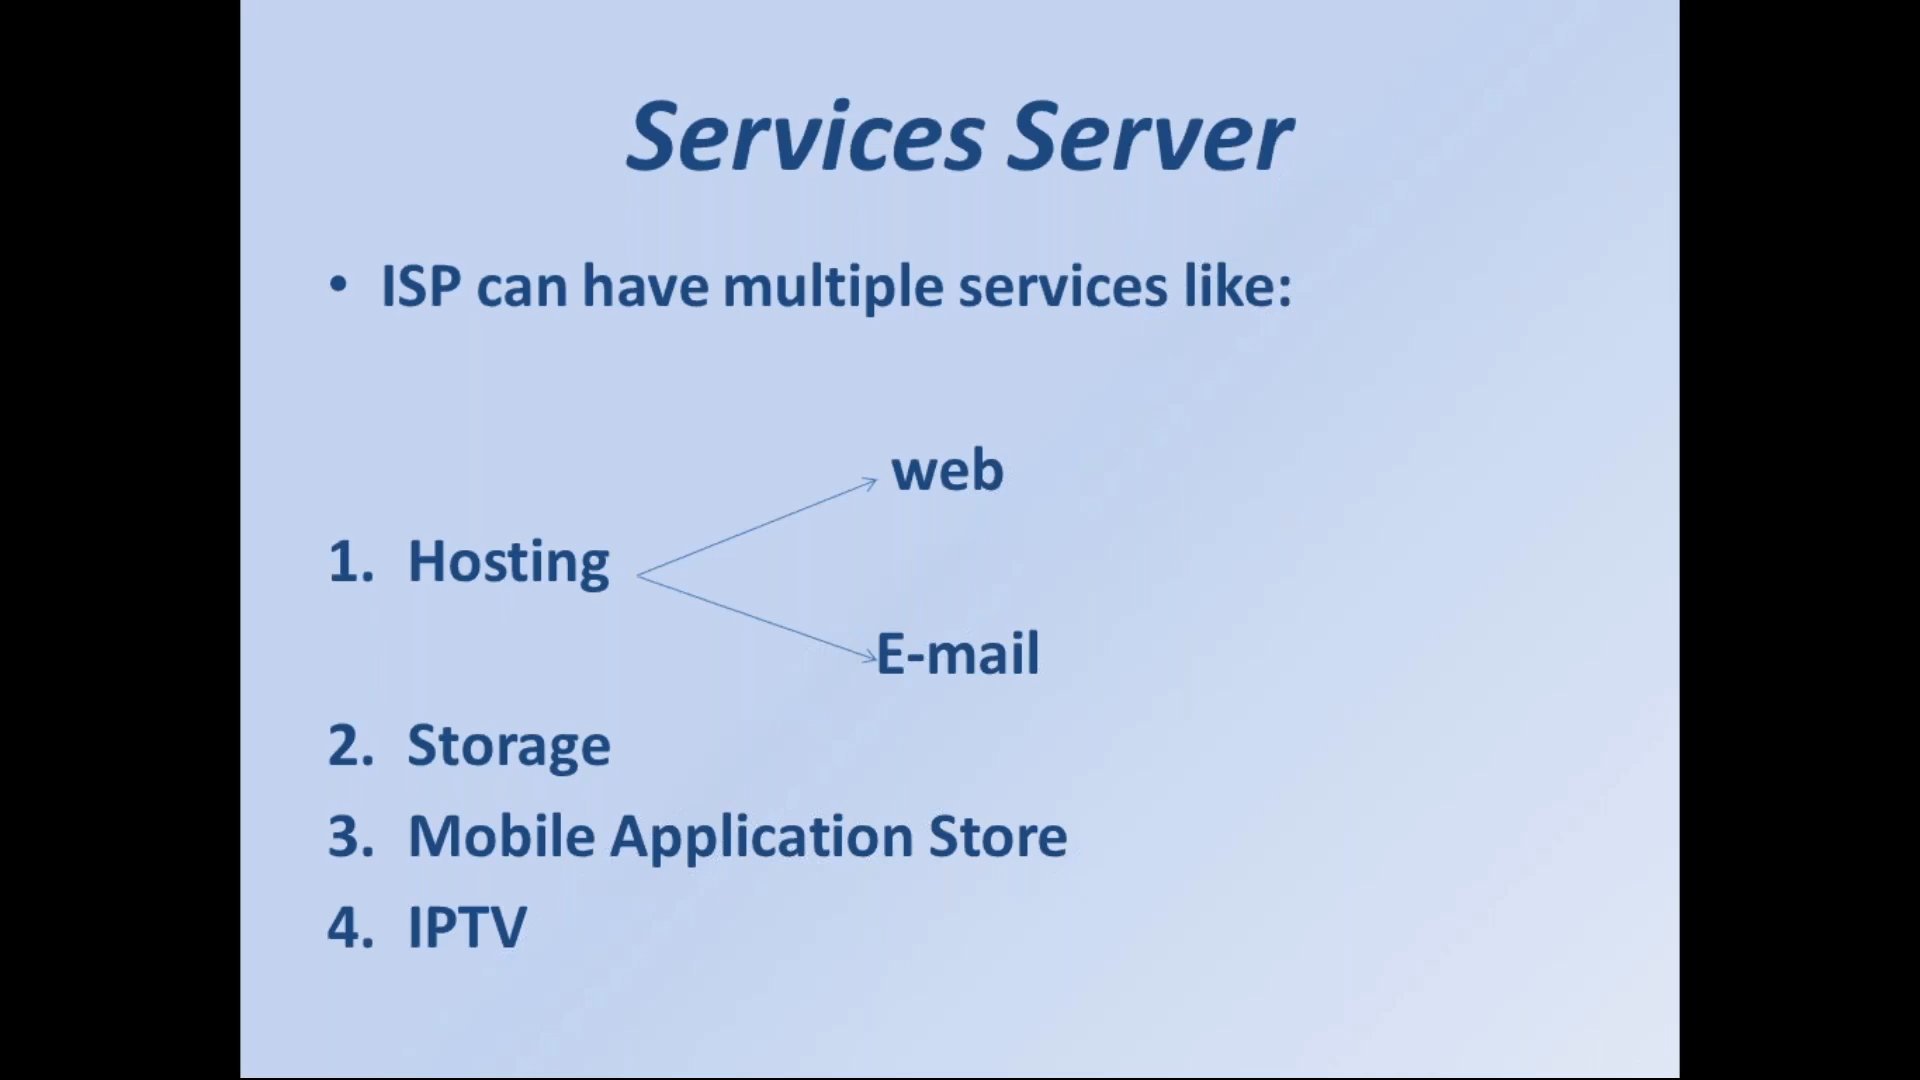 Services Server
• ISP can have multiple services like:
web
1. Hosting
E-mail
2. Storage
3. Mobile Application Store
4. IPTV